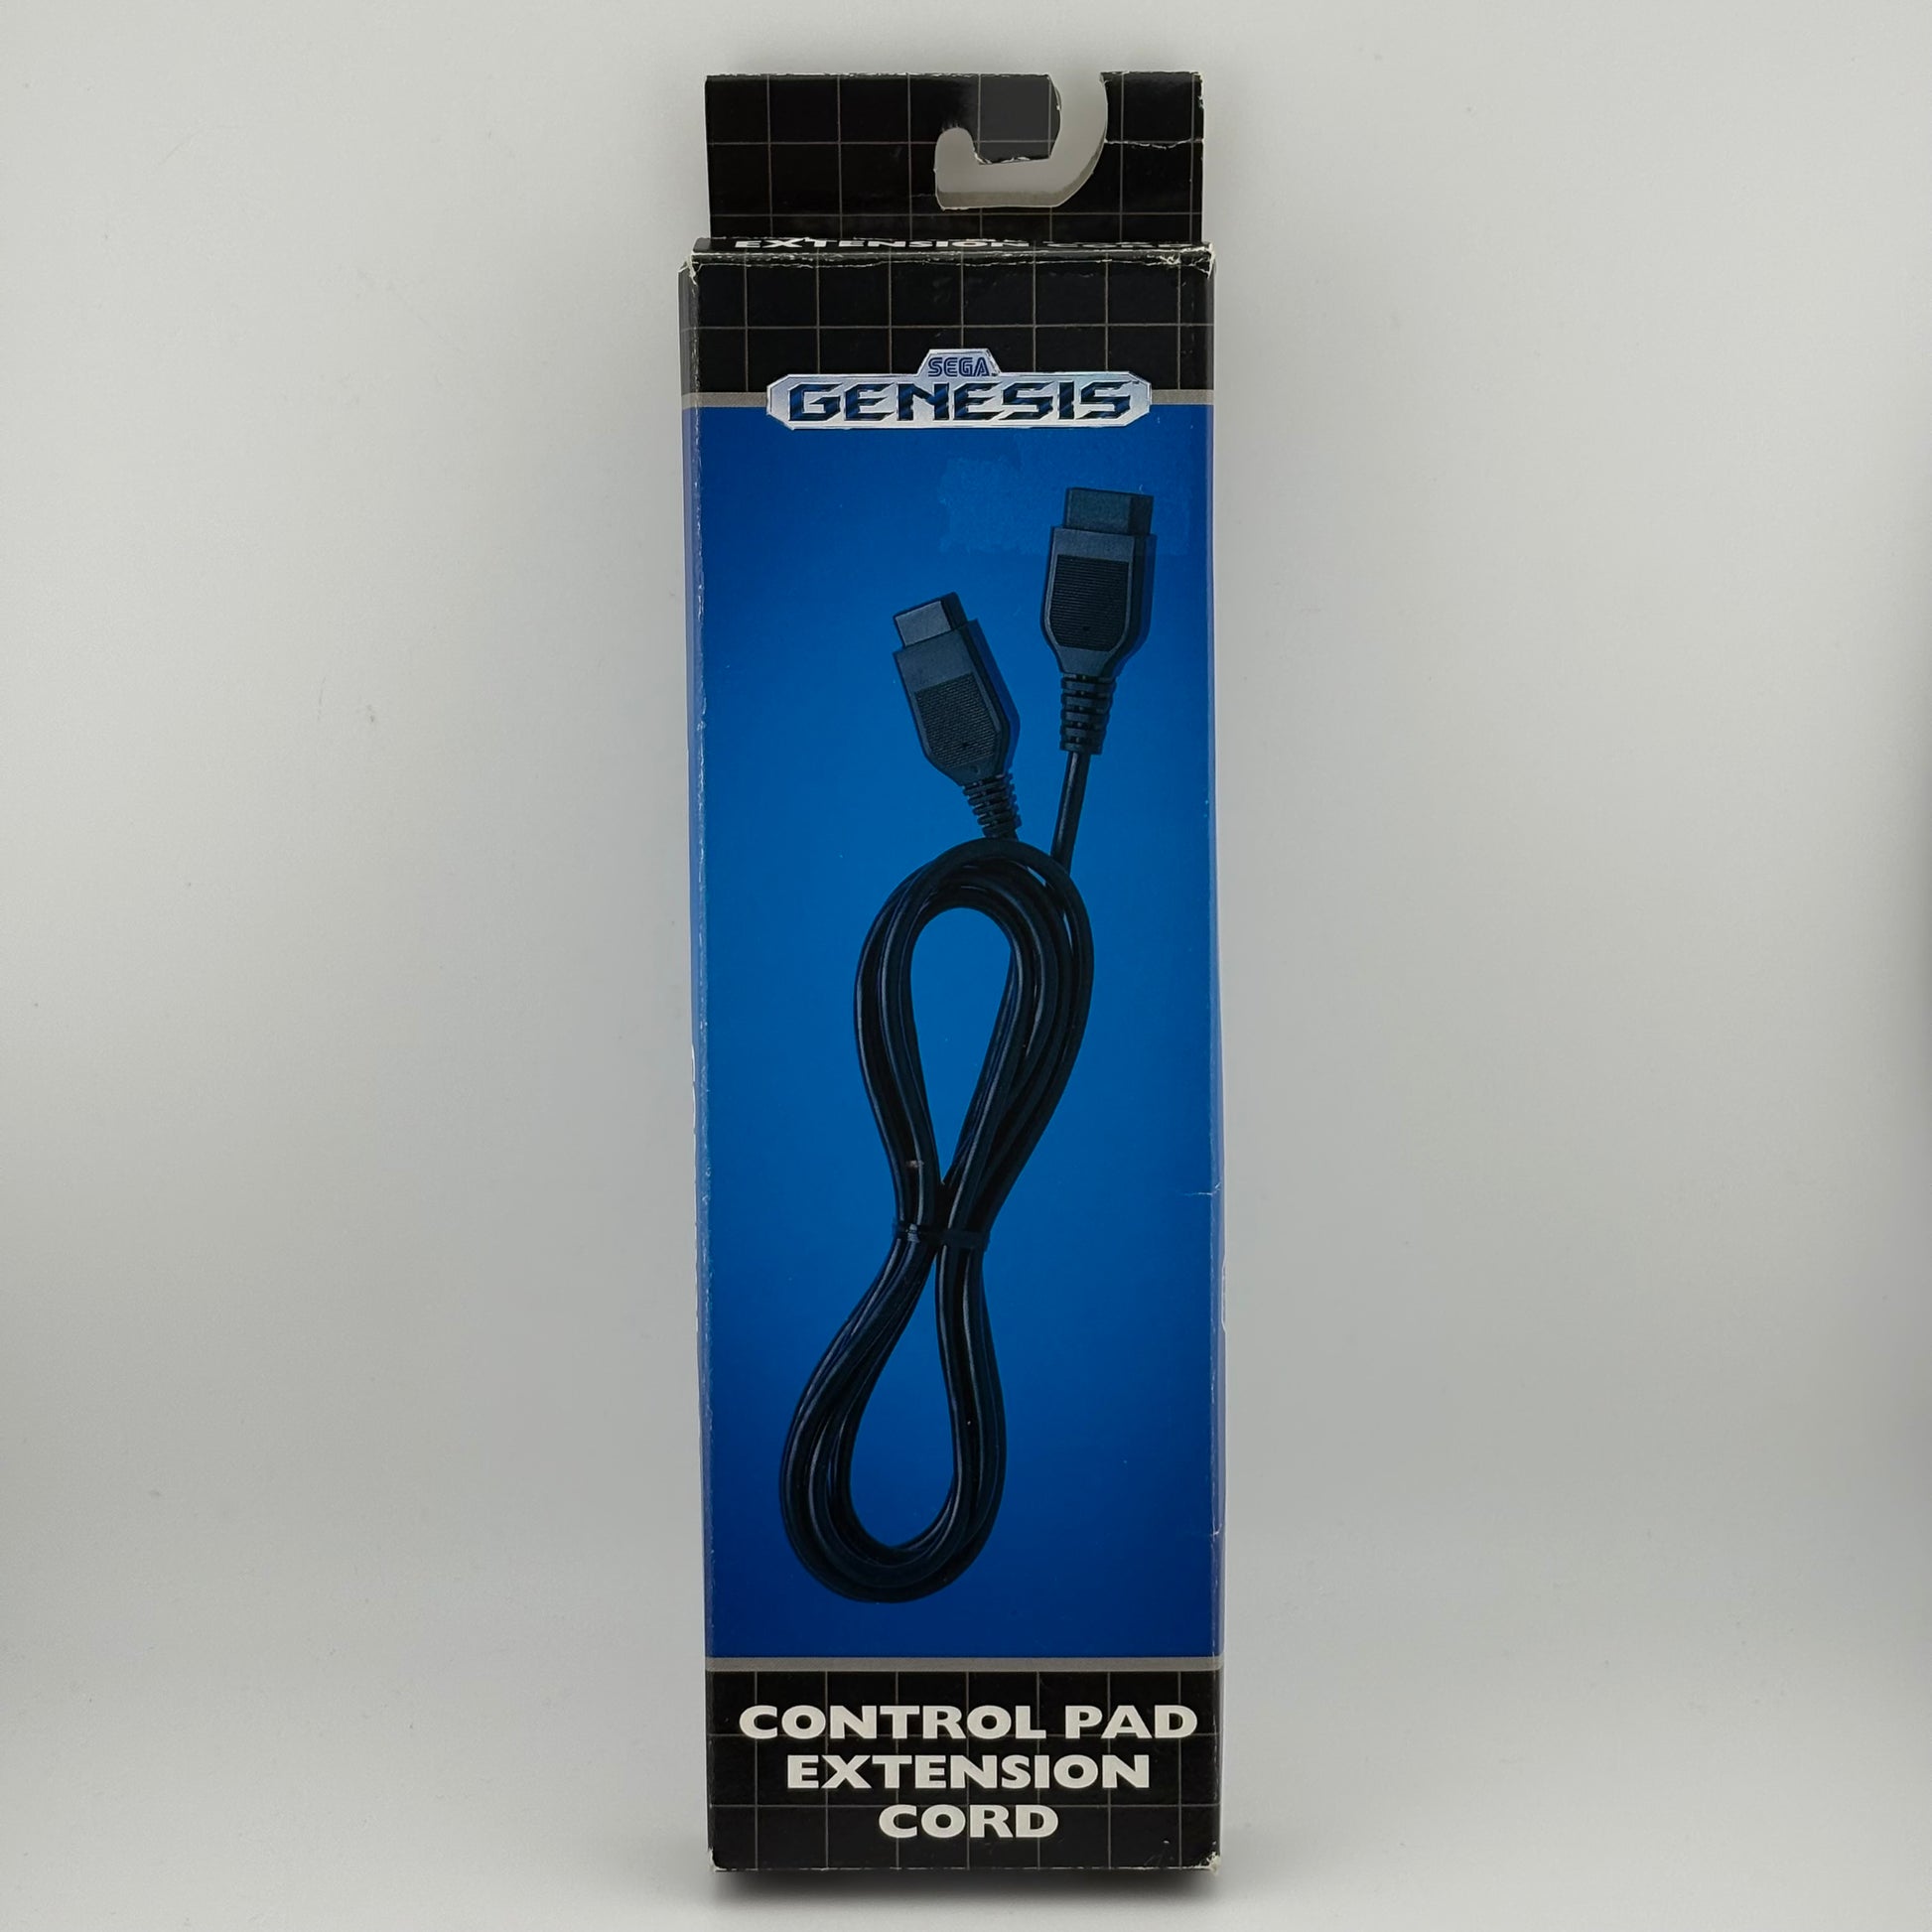 EXTENSION CORD
SEGA
GENESIS
CONTROL PAD
EXTENSION
CORD